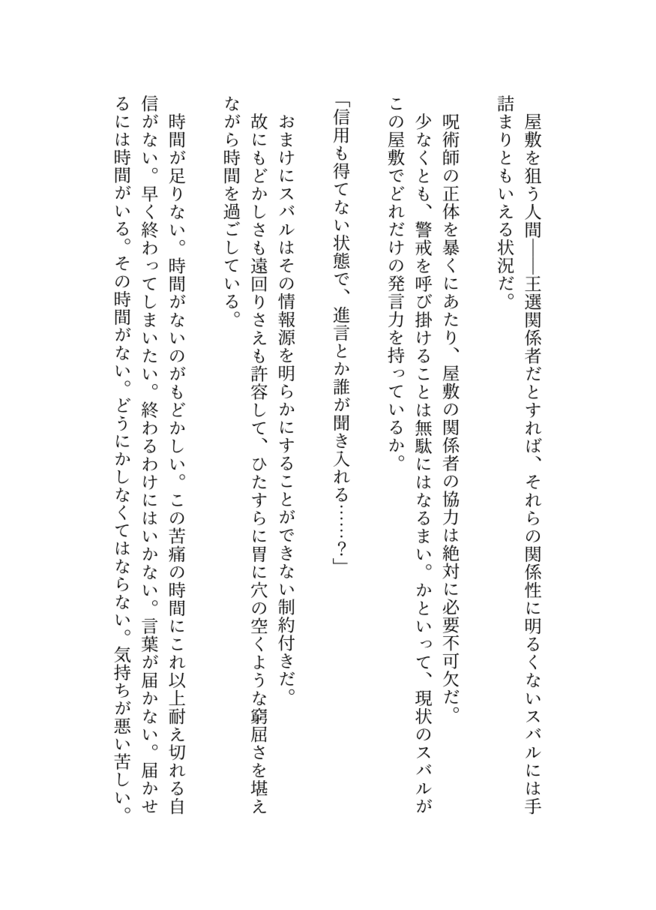 屋敷を狙う人間――王選関係者だとすれば、それらの関係性に明るくないスバルには手
詰まりともいえる状況だ。
呪術師の正体を暴くにあたり、屋敷の関係者の協力は絶対に必要不可欠だ。
少なくとも、警戒を呼び掛けることは無駄にはなるまい。かといって、現状のスバルが
この屋敷でどれだけの発言力を持っているか。
「信用も得てない状態で、進言とか誰が聞き入れる……？」
おまけにスバルはその情報源を明らかにすることができない制約付きだ。
故にもどかしさも遠回りさえも許容して、ひたすらに胃に穴の空くような窮屈さを堪え
ながら時間を過ごしている。
時間が足りない。時間がないのがもどかしい。この苦痛の時間にこれ以上耐え切れる自
信がない。早く終わってしまいたい。終わるわけにはいかない。言葉が届かない。届かせ
るには時間がいる。その時間がない。どうにかしなくてはならない。気持ちが悪い苦しい。